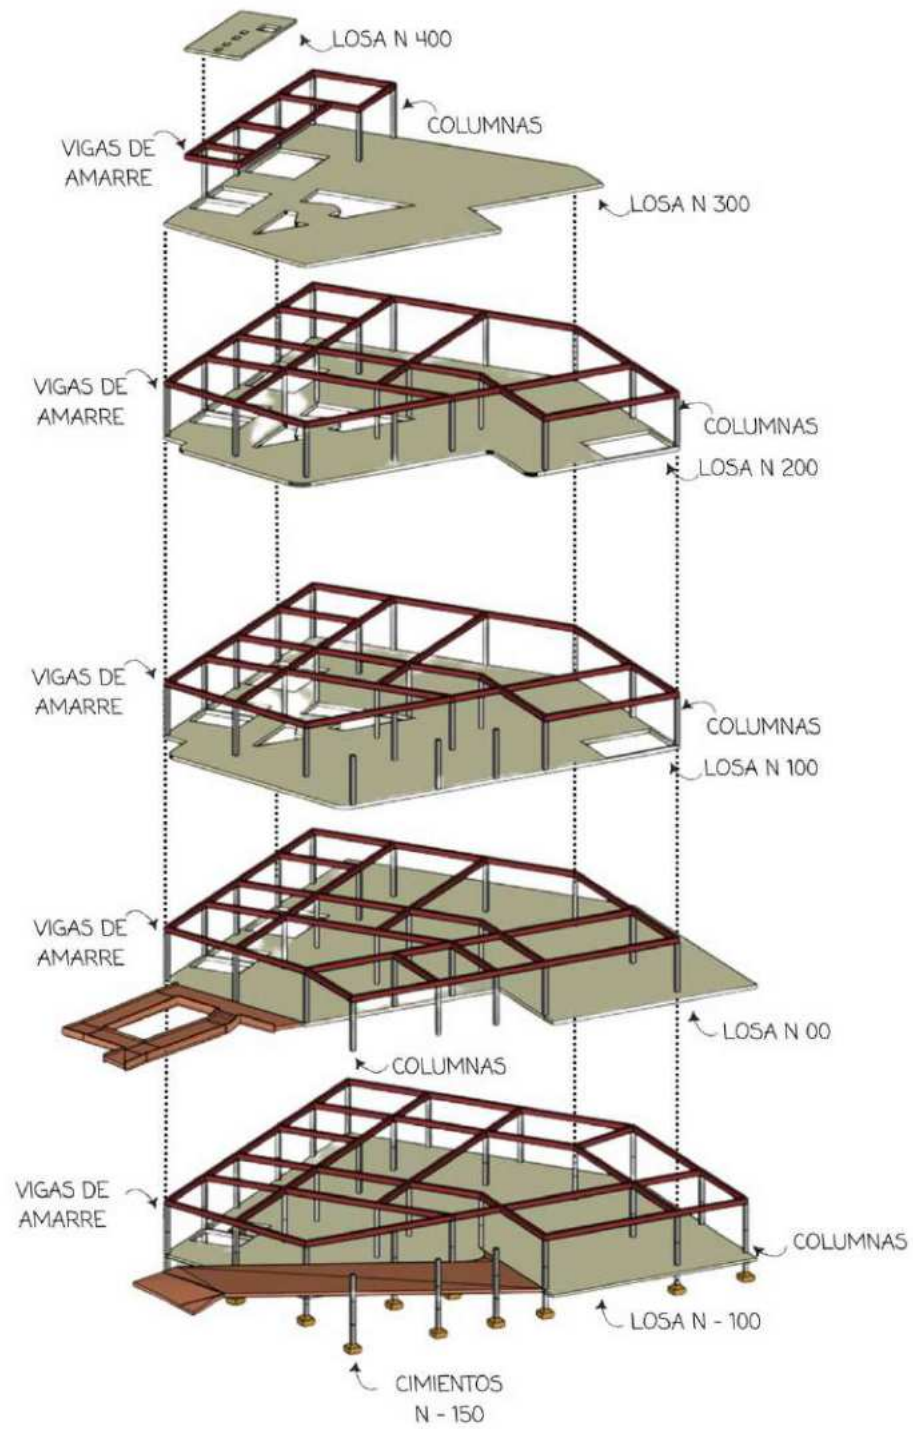 LOSA N 400
COLUMNAS
VIGAS DE
AMARRE
LOSA N 300
VIGAS DE
AMARRE
COLUMNAS
LOSA N 200
VIGAS DE
AMARRE
COLUMNAS
LOSA N 100
VIGAS DE
AMARRE
LOSA N 00
COLUMNAS
VIGAS DE
AMARRE
COLUMNAS
LOSA N - 100
CIMIENTOS
N - 150